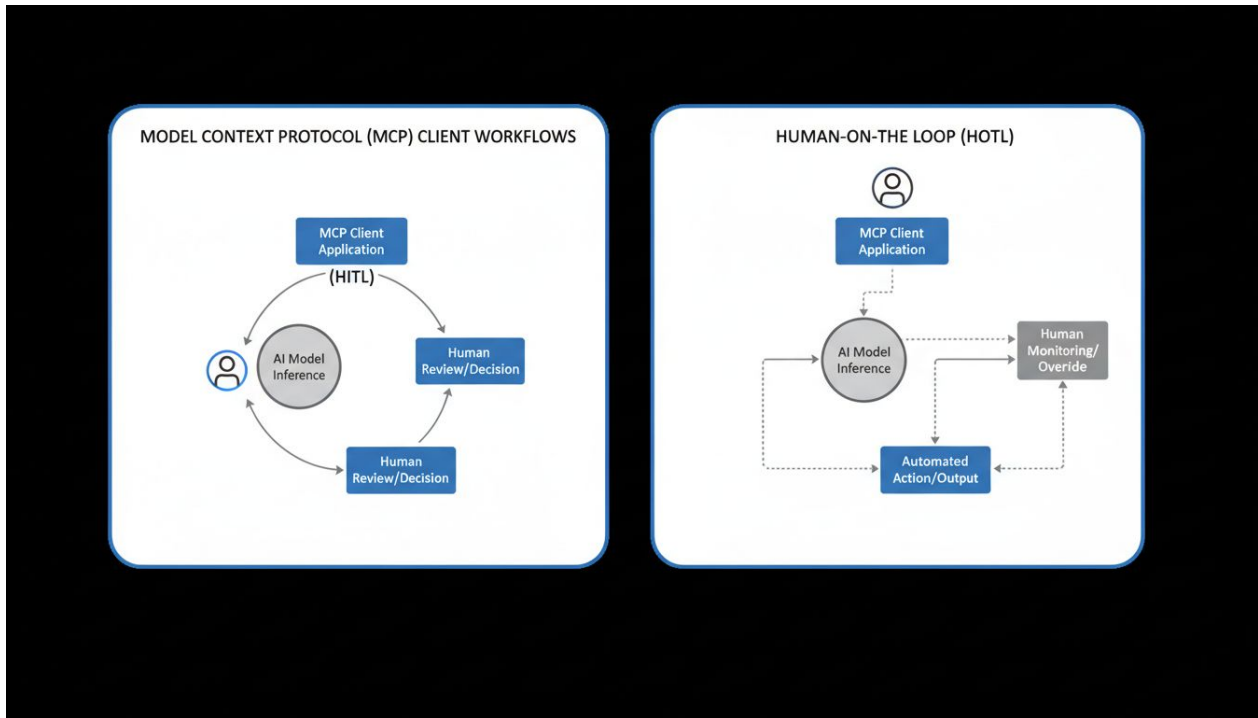 MODEL CONTEXT PROTOCOL (MCP) CLIENT WORKFLOWS
MCP Client
Application
(HITL)
AI Model
Inference
Human
Review/Decision
Human
Review/Decision
HUMAN-ON-THE LOOP (HOTL)
MCP Client
Application
AI Model
Inference
Human
Monitoring/
Overide
Automated
Action/Output